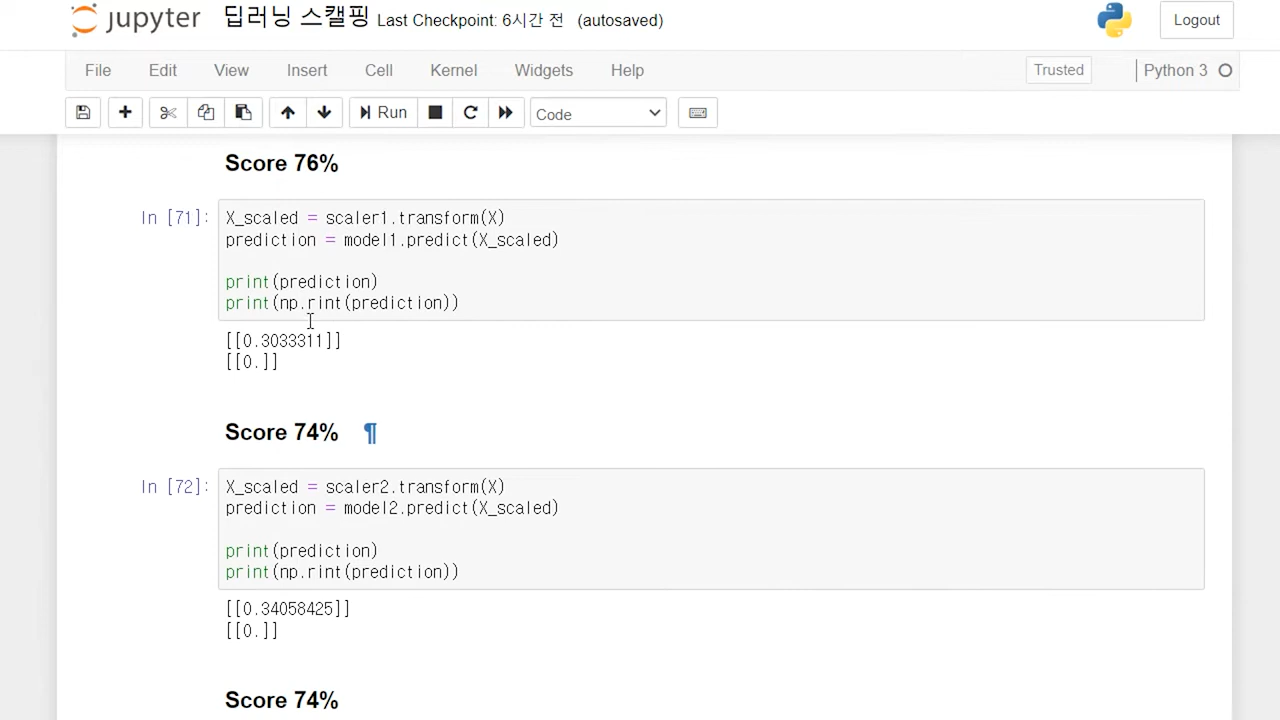 jupyter 딥러닝 스캘핑 Last Checkpoint: 6시간 전 (autosaved) Logout
File Edit View Insert Cell Kernel Widgets Help Trusted Python 3
Run Code
Score 76%
In [71]: X_scaled = scaler1.transform(X)
prediction = model1.predict(X_scaled)
print(prediction)
print(np.rint(prediction))
[[0.3033311]]
[[0.]]
Score 74% ¶
In [72]: X_scaled = scaler2.transform(X)
prediction = model2.predict(X_scaled)
print(prediction)
print(np.rint(prediction))
[[0.34058425]]
[[0.]]
Score 74%